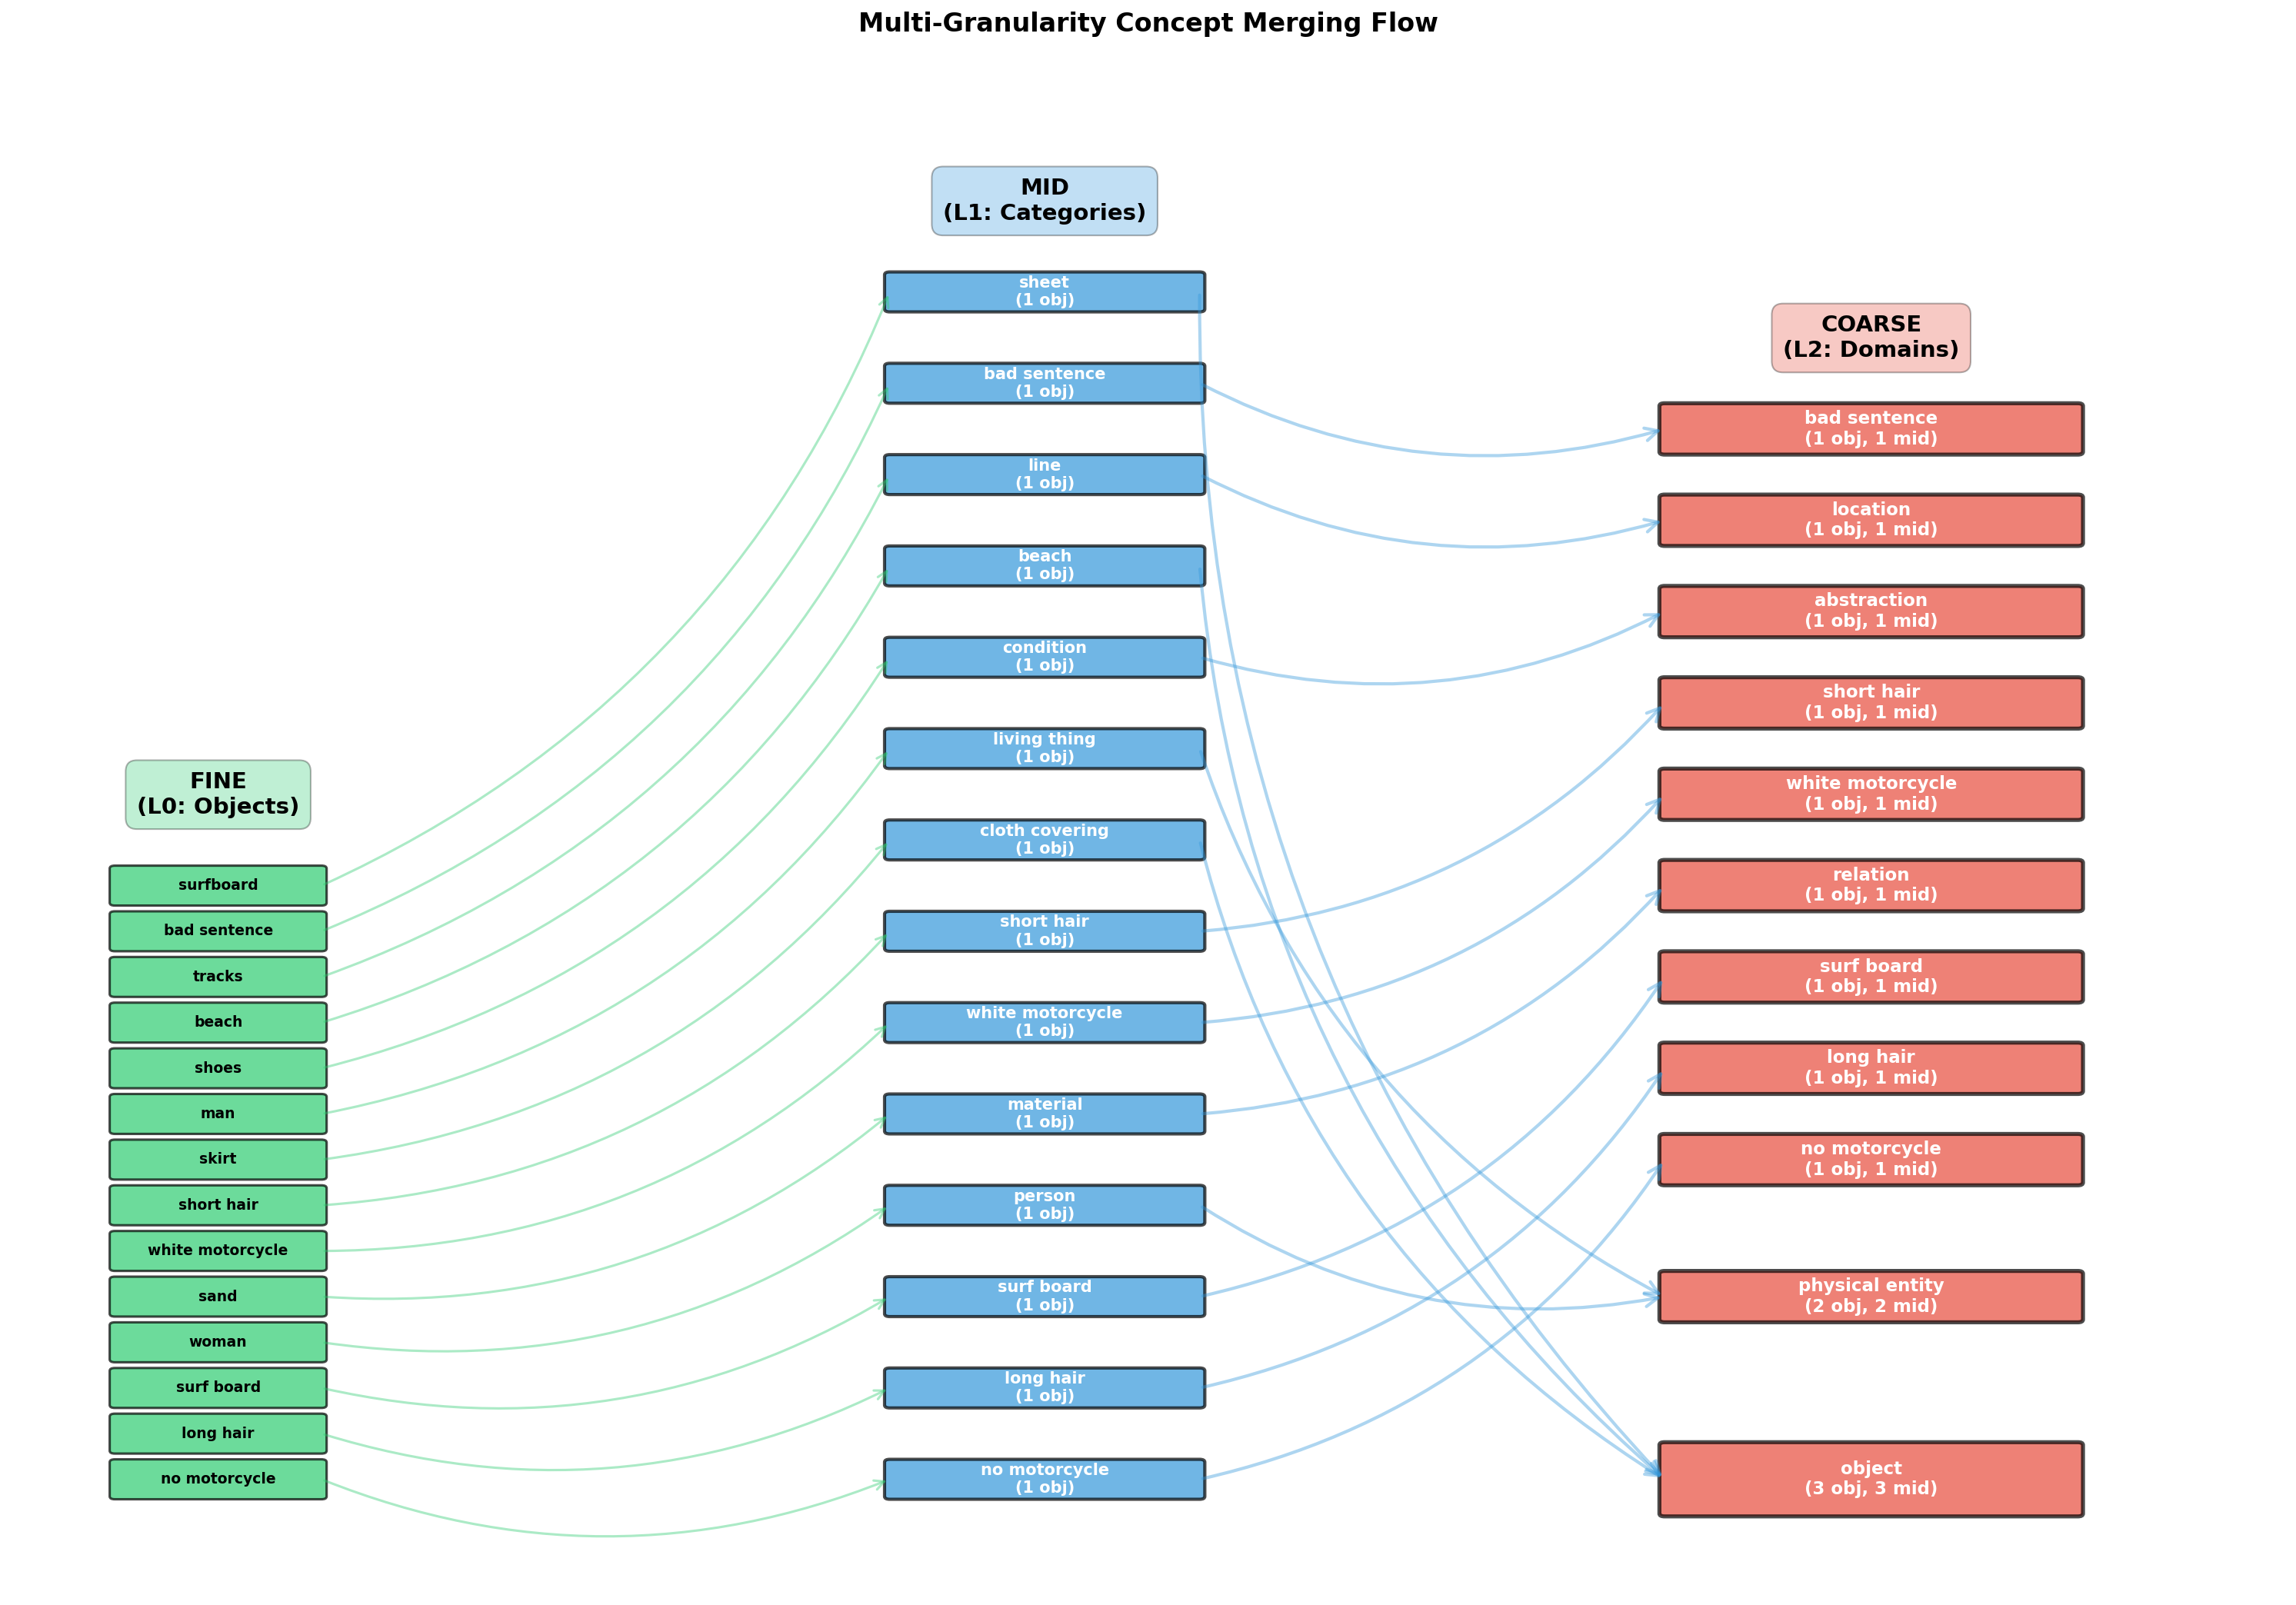 Multi-Granularity Concept Merging Flow
FINE
(L0: Objects)
surfboard
bad sentence
tracks
beach
shoes
man
skirt
short hair
white motorcycle
sand
woman
surf board
long hair
no motorcycle
MID
(L1: Categories)
sheet
(1 obj)
bad sentence
(1 obj)
line
(1 obj)
beach
(1 obj)
condition
(1 obj)
living thing
(1 obj)
cloth covering
(1 obj)
short hair
(1 obj)
white motorcycle
(1 obj)
material
(1 obj)
person
(1 obj)
surf board
(1 obj)
long hair
(1 obj)
no motorcycle
(1 obj)
COARSE
(L2: Domains)
bad sentence
(1 obj, 1 mid)
location
(1 obj, 1 mid)
abstraction
(1 obj, 1 mid)
short hair
(1 obj, 1 mid)
white motorcycle
(1 obj, 1 mid)
relation
(1 obj, 1 mid)
surf board
(1 obj, 1 mid)
long hair
(1 obj, 1 mid)
no motorcycle
(1 obj, 1 mid)
physical entity
(2 obj, 2 mid)
object
(3 obj, 3 mid)